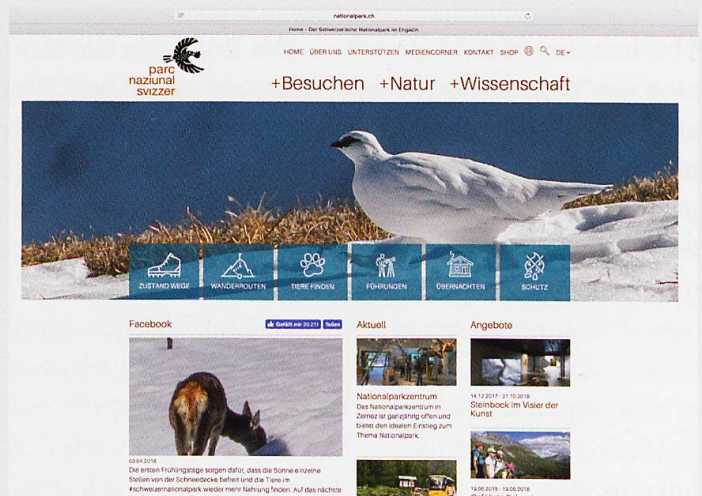 nationalpark.ch
Home - Der Schweizerische Nationalpark im Engadin
HOME ÜBER UNS UNTERSTÜTZEN MEDIENCORNER KONTAKT SHOP DE
parc
naziunal
svizzer
+Besuchen +Natur +Wissenschaft
ZUSTAND WEGE WANDERROUTEN TIERE FINDEN FÜHRUNGEN ÜBERNACHTEN SCHUTZ
Facebook
Gefällt mir 20.271 Teilen
03.04.2018
Die ersten Frühlingstage sorgen dafür, dass die Sonne einzelne
Stellen von der Schneedecke befreit und die Tiere im
#schweizernationalpark wieder mehr Nahrung finden. Auf das nächste
Aktuell
Nationalparkzentrum
Das Nationalparkzentrum in
Zernez ist ganzjährig offen und
bietet den idealen Einstieg zum
Thema Nationalpark.
Angebote
14.12.2017 - 21.10.2018
Steinbock im Visier der
Kunst